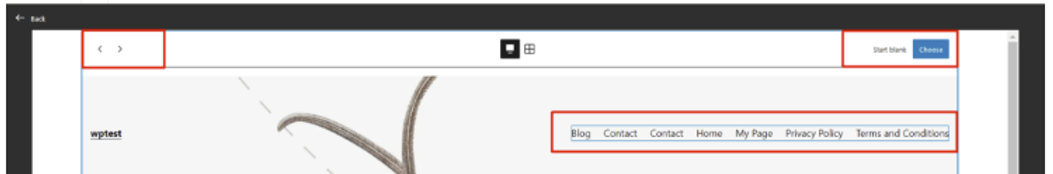 Back
Start blank Choose
wptest
Blog Contact Contact Home My Page Privacy Policy Terms and Conditions